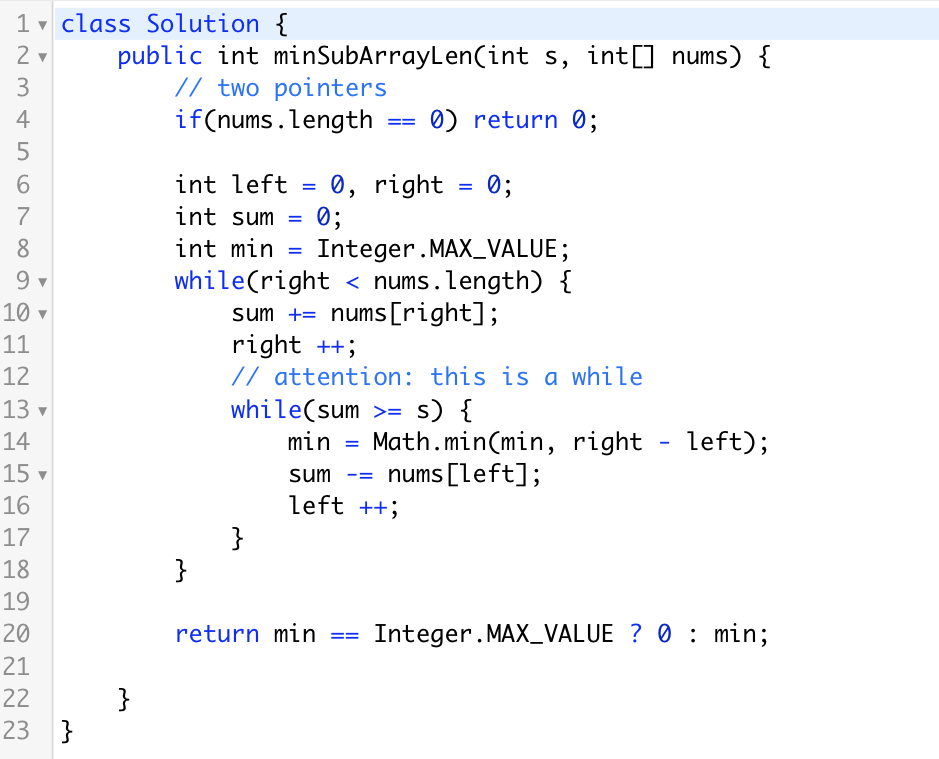 1 class Solution {
2     public int minSubArrayLen(int s, int[] nums) {
3         // two pointers
4         if(nums.length == 0) return 0;
5
6         int left = 0, right = 0;
7         int sum = 0;
8         int min = Integer.MAX_VALUE;
9         while(right < nums.length) {
10             sum += nums[right];
11             right ++;
12             // attention: this is a while
13             while(sum >= s) {
14                 min = Math.min(min, right - left);
15                 sum -= nums[left];
16                 left ++;
17             }
18         }
19
20         return min == Integer.MAX_VALUE ? 0 : min;
21
22     }
23 }